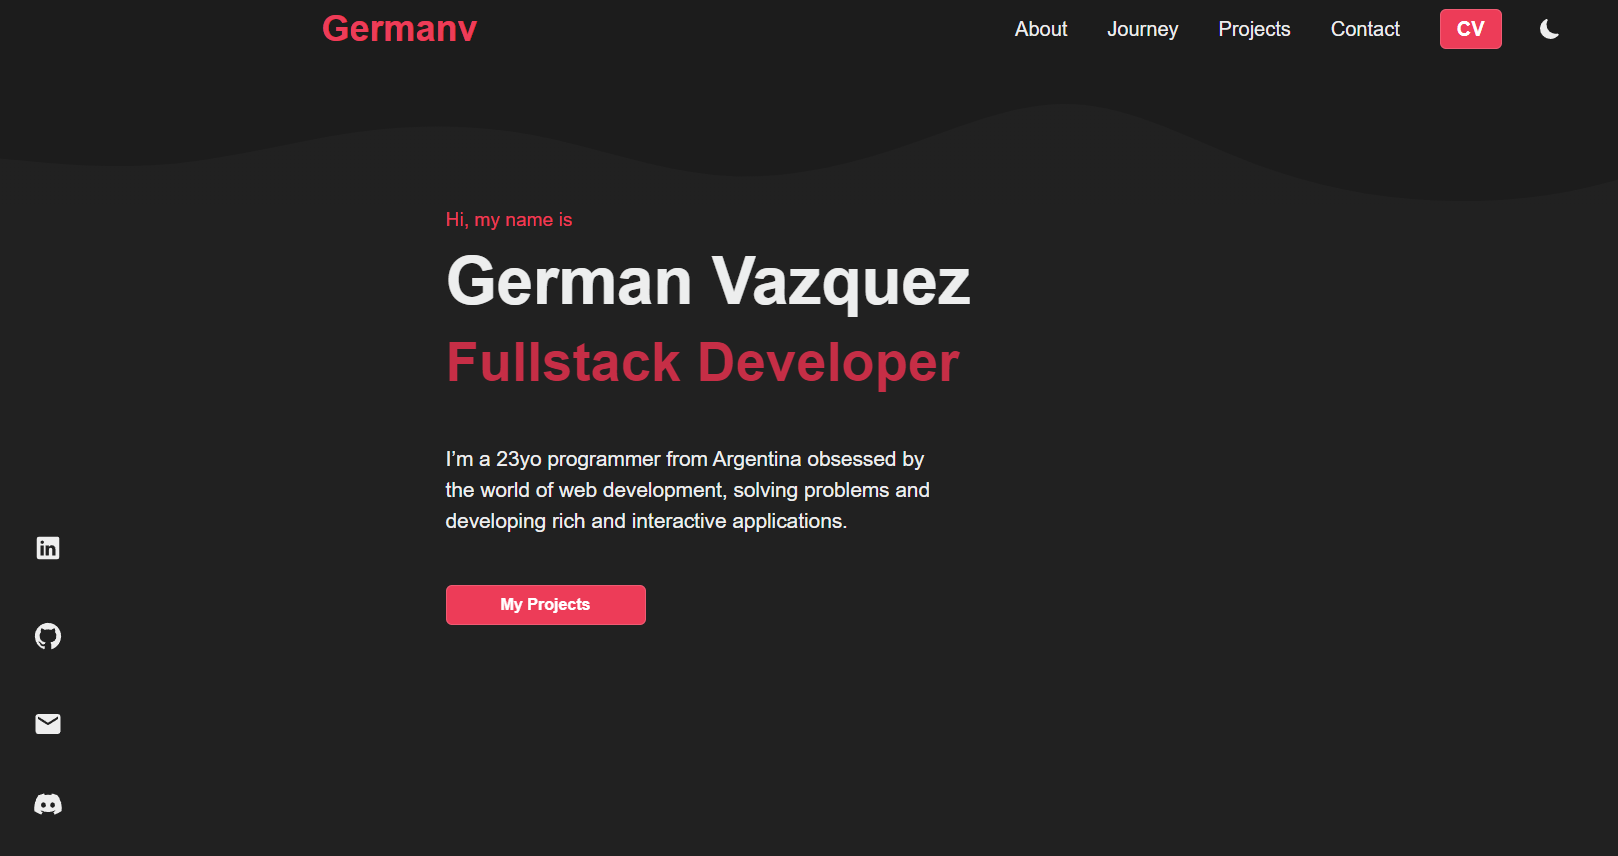 Germanv
About
Journey
Projects
Contact
CV
Hi, my name is
German Vazquez
Fullstack Developer
I’m a 23yo programmer from Argentina obsessed by
the world of web development, solving problems and
developing rich and interactive applications.
in
My Projects